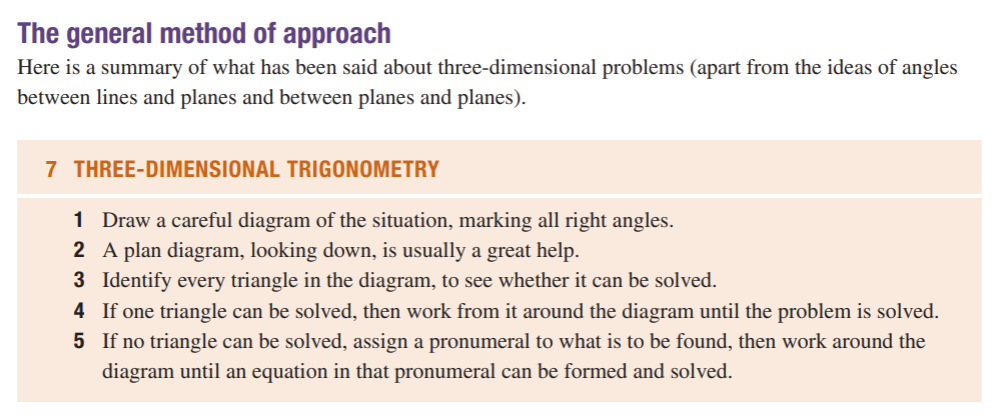 The general method of approach
Here is a summary of what has been said about three-dimensional problems (apart from the ideas of angles
between lines and planes and between planes and planes).
7 THREE-DIMENSIONAL TRIGONOMETRY
1 Draw a careful diagram of the situation, marking all right angles.
2 A plan diagram, looking down, is usually a great help.
3 Identify every triangle in the diagram, to see whether it can be solved.
4 If one triangle can be solved, then work from it around the diagram until the problem is solved.
5 If no triangle can be solved, assign a pronumeral to what is to be found, then work around the
diagram until an equation in that pronumeral can be formed and solved.